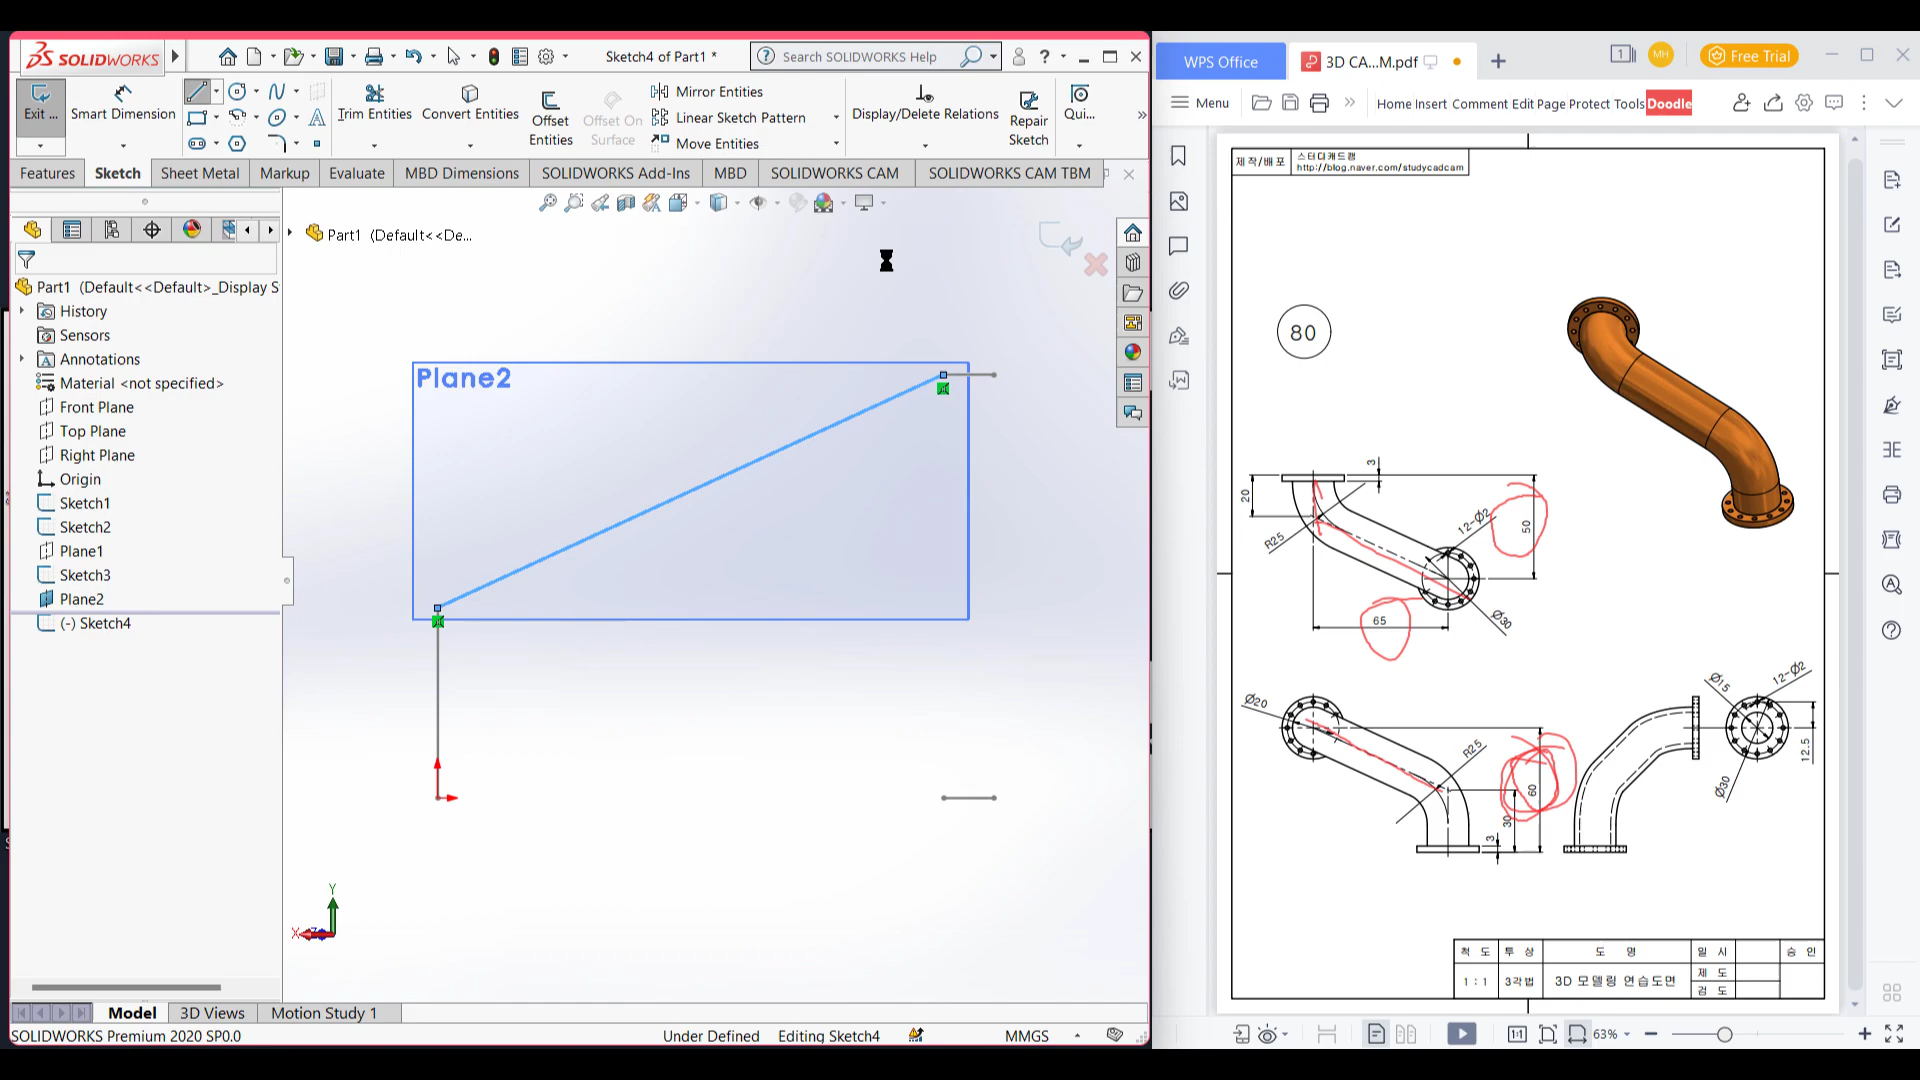 SOLIDWORKS
Sketch4 of Part1 *
Search SOLIDWORKS Help
?
Exit ...
Smart Dimension
Trim Entities
Convert Entities
Offset Entities
Offset On Surface
Mirror Entities
Linear Sketch Pattern
Move Entities
Display/Delete Relations
Repair Sketch
Qui...
Features
Sketch
Sheet Metal
Markup
Evaluate
MBD Dimensions
SOLIDWORKS Add-Ins
MBD
SOLIDWORKS CAM
SOLIDWORKS CAM TBM
Part1 (Default<<De...
Part1 (Default<<Default>_Display S
History
Sensors
Annotations
Material <not specified>
Front Plane
Top Plane
Right Plane
Origin
Sketch1
Sketch2
Plane1
Sketch3
Plane2
(-) Sketch4
Plane2
Y
X
Z
Model
3D Views
Motion Study 1
SOLIDWORKS Premium 2020 SP0.0
Under Defined
Editing Sketch4
MMGS
WPS Office
3D CA...M.pdf
1
MH
Free Trial
Menu
Home Insert Comment Edit Page Protect Tools Doodle
제작/배포
스터디캐드캠
http://blog.naver.com/studycadcam
80
3
20
R25
12-Ø2
50
65
Ø30
Ø20
R25
60
30
3
Ø15
12-Ø2
12.5
Ø30
척 도
투 상
도 명
일 시
승 인
1 : 1
3각법
3D 모델링 연습도면
제 도
검 도
1:1
63%